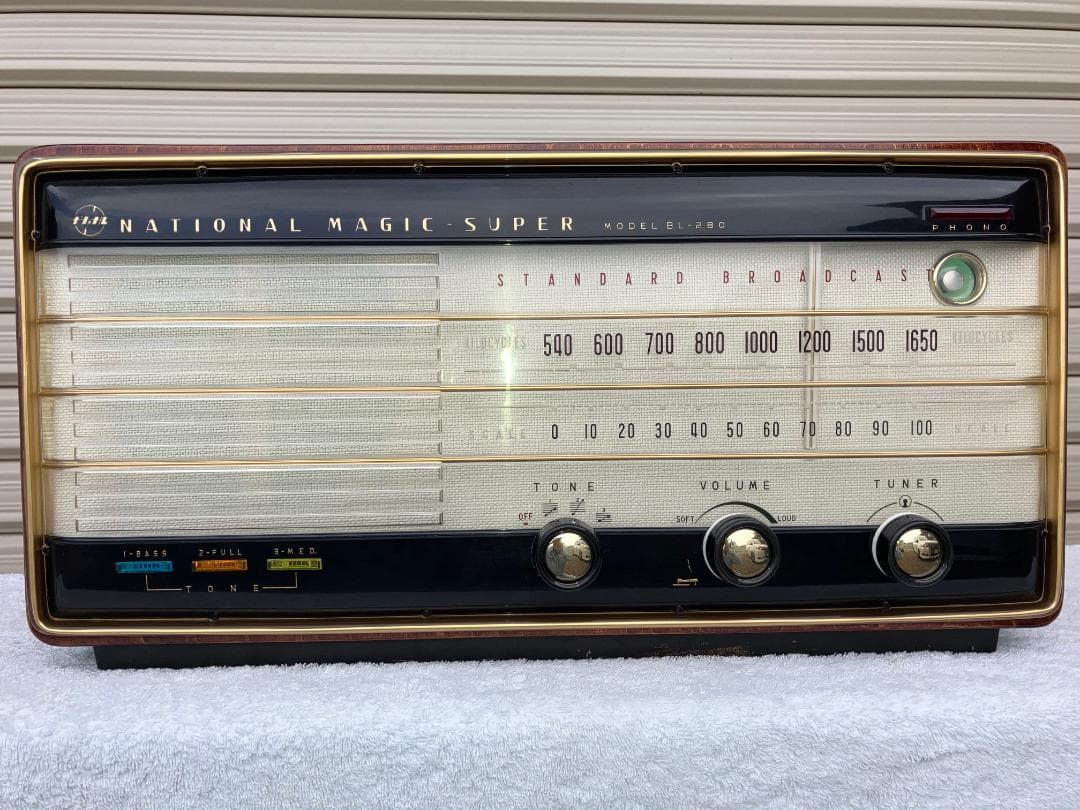 NATIONAL MAGIC-SUPER MODEL BL-280
PHONO
STANDARD BROADCAST
KILOCYCLES 540 600 700 800 1000 1200 1500 1650 KILOCYCLES
SCALE 0 10 20 30 40 50 60 70 80 90 100 SCALE
TONE VOLUME TUNER
OFF SOFT LOUD
1-BASS 2-FULL 3-MED.
TONE